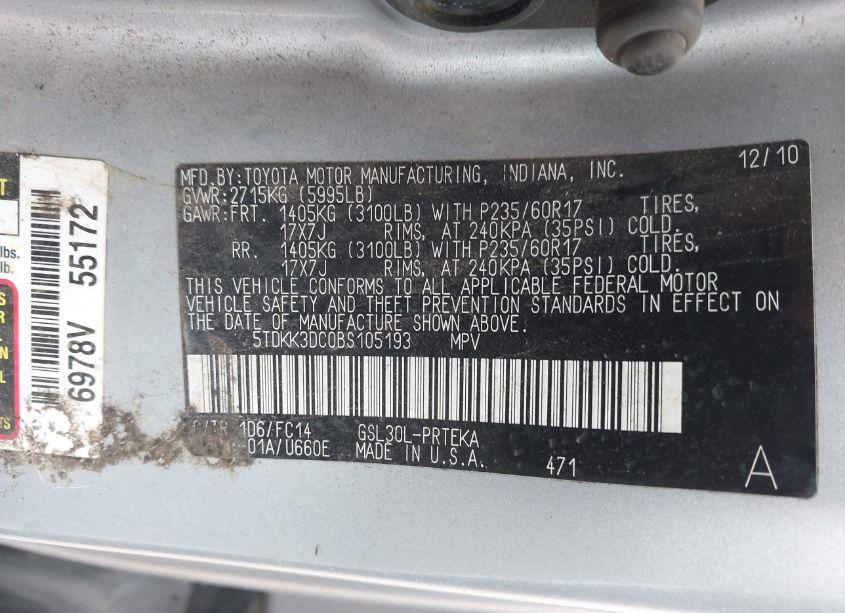 MFD.BY:TOYOTA MOTOR MANUFACTURING, INDIANA, INC. 12/10
GVWR:2715KG (5995LB)
GAWR:FRT. 1405KG (3100LB) WITH P235/60R17 TIRES,
17X7J RIMS, AT 240KPA (35PSI) COLD.
RR. 1405KG (3100LB) WITH P235/60R17 TIRES,
17X7J RIMS, AT 240KPA (35PSI) COLD.
THIS VEHICLE CONFORMS TO ALL APPLICABLE FEDERAL MOTOR
VEHICLE SAFETY AND THEFT PREVENTION STANDARDS IN EFFECT ON
THE DATE OF MANUFACTURE SHOWN ABOVE.
5TDKK3DC0BS105193 MPV
1D6/FC14 GSL30L-PRTEKA
01A/U660E MADE IN U.S.A. 471 A
6978V 55172
lbs.
lb.